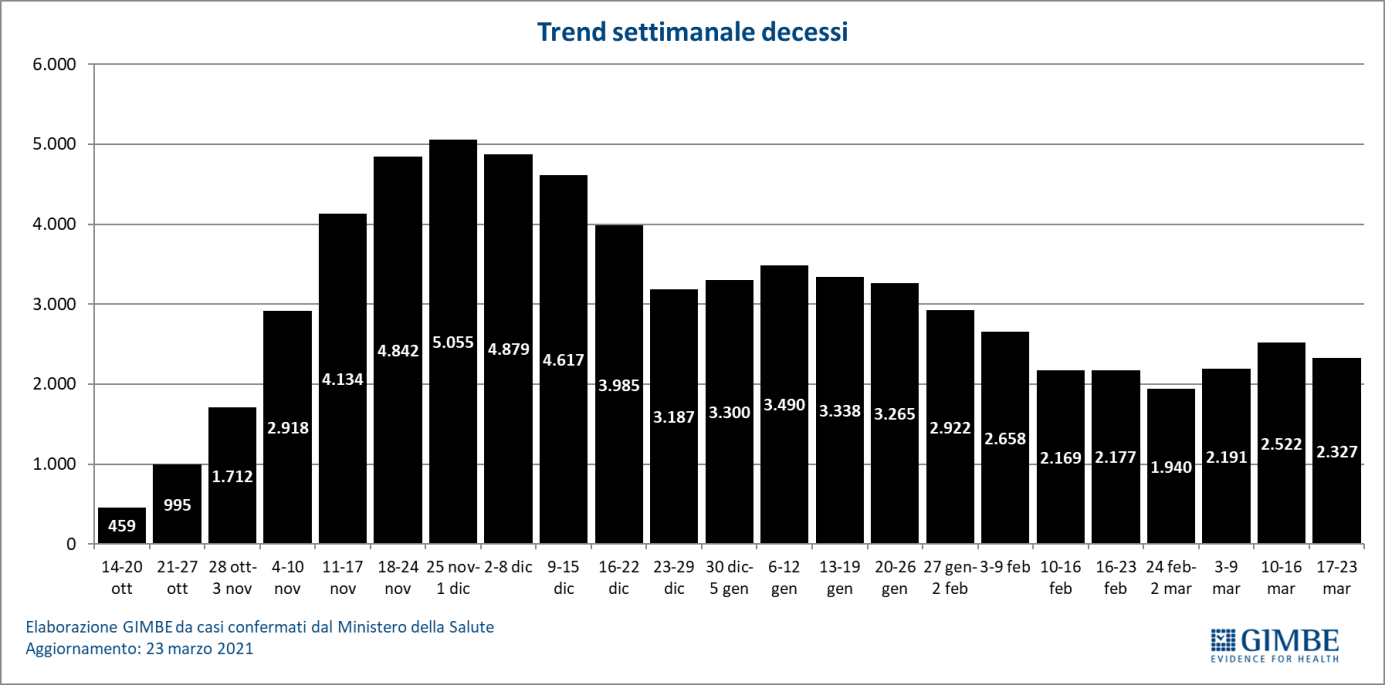 Trend settimanale decessi
6.000
5.000
4.000
3.000
2.000
1.000
0
459
995
1.712
2.918
4.134
4.842
5.055
4.879
4.617
3.985
3.187
3.300
3.490
3.338
3.265
2.922
2.658
2.169
2.177
1.940
2.191
2.522
2.327
14-20
ott
21-27
ott
28 ott-
3 nov
4-10
nov
11-17
nov
18-24
nov
25 nov-
1 dic
2-8 dic
9-15
dic
16-22
dic
23-29
dic
30 dic-
5 gen
6-12
gen
13-19
gen
20-26
gen
27 gen-
2 feb
3-9 feb
10-16
feb
16-23
feb
24 feb-
2 mar
3-9
mar
10-16
mar
17-23
mar
Elaborazione GIMBE da casi confermati dal Ministero della Salute
Aggiornamento: 23 marzo 2021
GIMBE
EVIDENCE FOR HEALTH